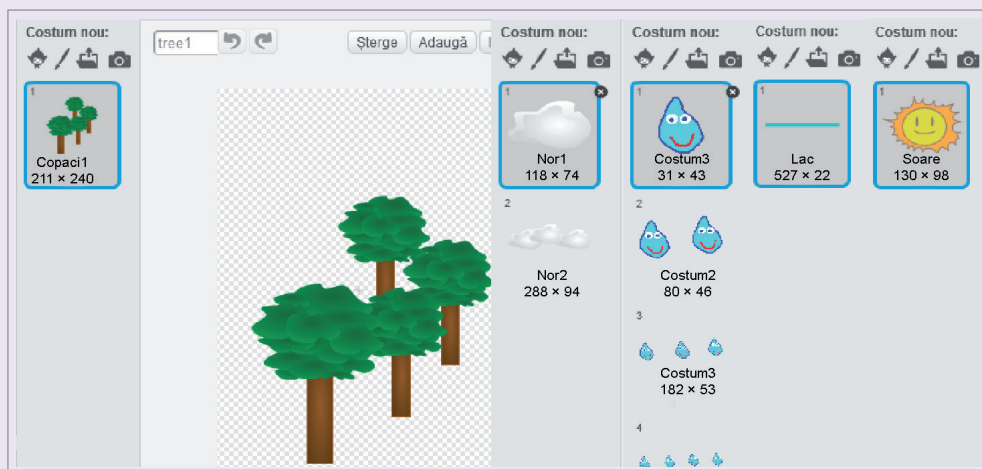 Costum nou:
1
Copaci1
211 × 240
tree1
Șterge
Adaugă
Costum nou:
1
Nor1
118 × 74
2
Nor2
288 × 94
Costum nou:
1
Costum3
31 × 43
2
Costum2
80 × 46
3
Costum3
182 × 53
4
Costum nou:
1
Lac
527 × 22
Costum nou:
1
Soare
130 × 98